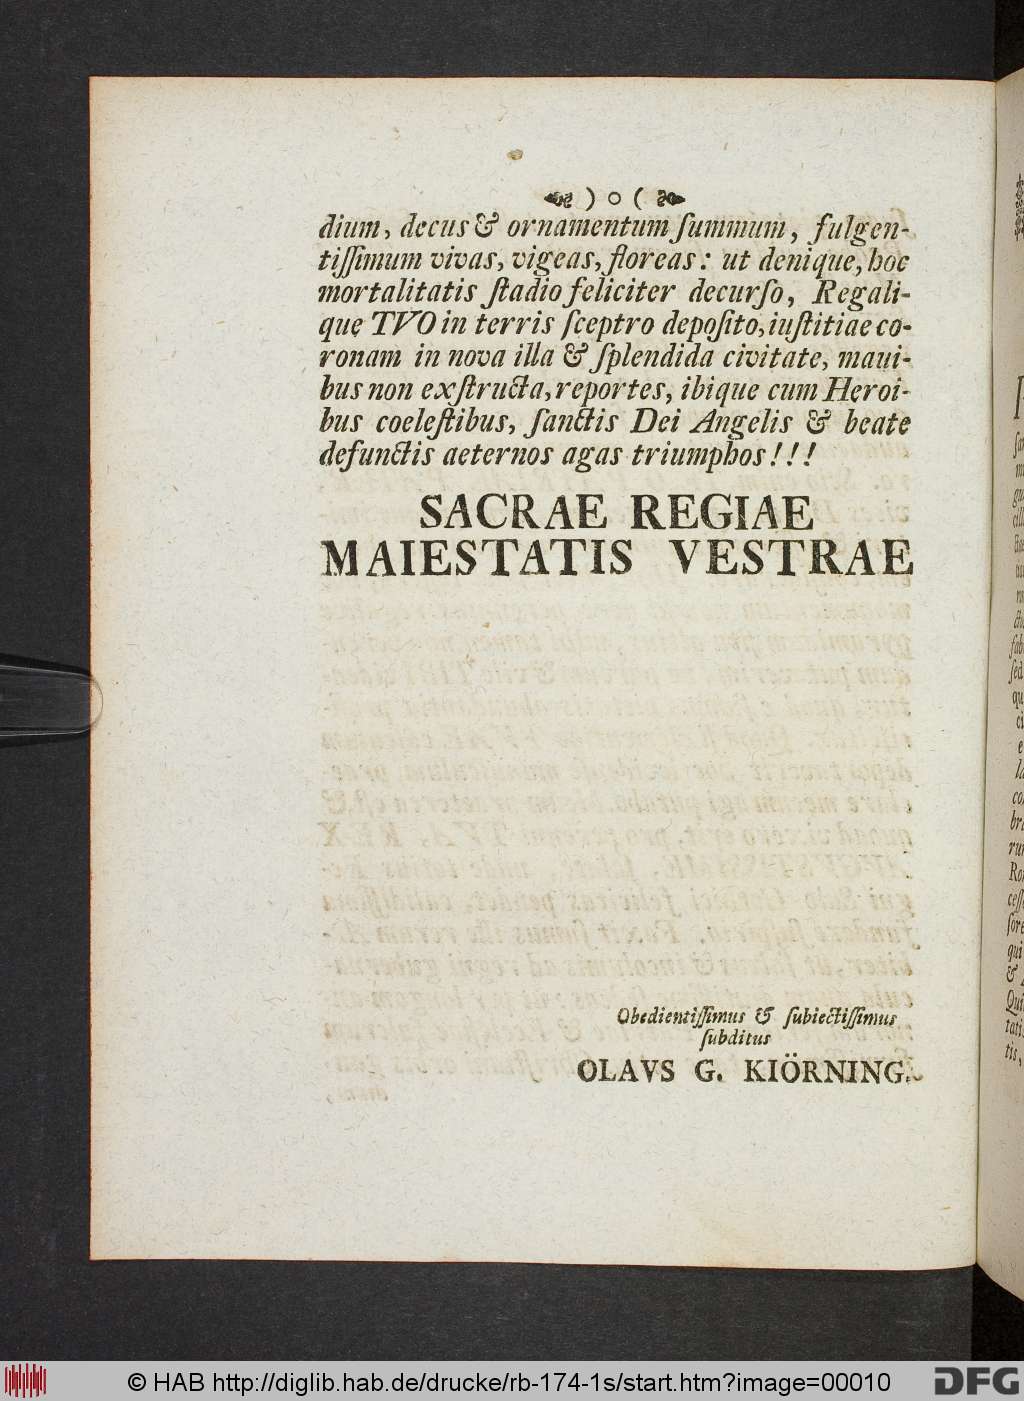 ) o (
dium, decus & ornamentum ſummum, fulgen-
tiſſimum vivas, vigeas, floreas: ut denique, hoc
mortalitatis ſtadio feliciter decurſo, Regali-
que TVO in terris ſceptro depoſito, iuſtitiae co-
ronam in nova illa & ſplendida civitate, maui-
bus non exſtructa, reportes, ibique cum Heroi-
bus coeleſtibus, ſanctis Dei Angelis & beate
defunctis aeternos agas triumphos!!!
SACRAE REGIAE
MAIESTATIS VESTRAE
Obedientiſſimus & ſubiectiſſimus
ſubditus
OLAVS G. KIÖRNING.
© HAB http://diglib.hab.de/drucke/rb-174-1s/start.htm?image=00010
DFG